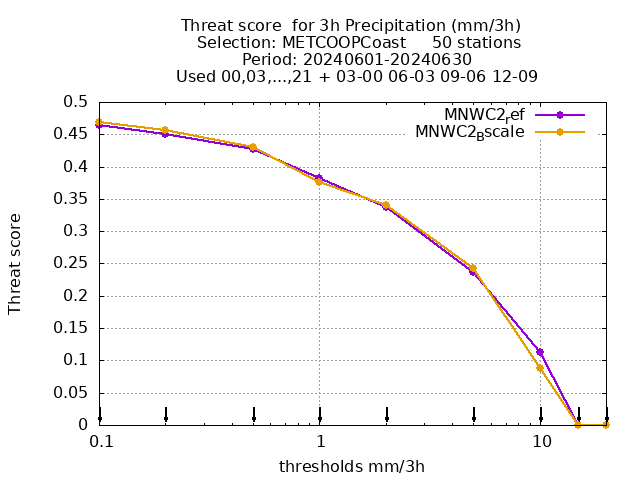 Threat score  for 3h Precipitation (mm/3h)
Selection: METCOOPCoast     50 stations
Period: 20240601-20240630
Used 00,03,...,21 + 03-00 06-03 09-06 12-09
MNWC2ref
MNWC2Bscale
0.5
0.45
0.4
0.35
0.3
0.25
0.2
0.15
0.1
0.05
0
Threat score
0.1 1 10
thresholds mm/3h